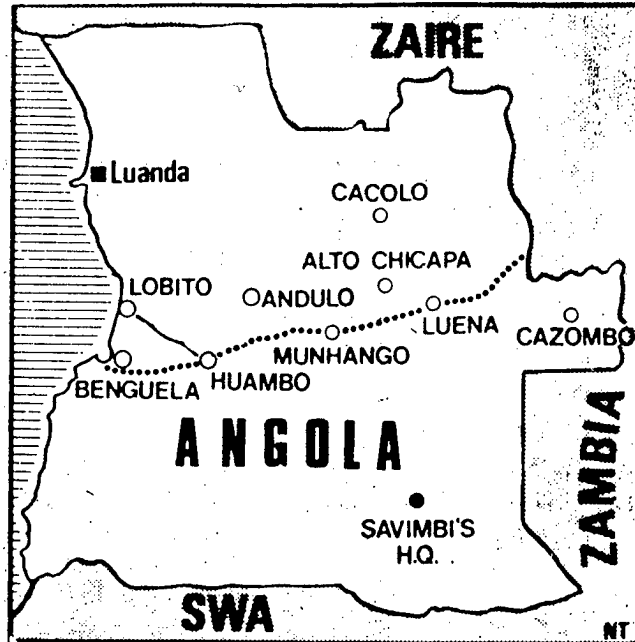 ZAIRE
Luanda
CACOLO
ALTO CHICAPA
LOBITO
ANDULO
LUENA
CAZOMBO
MUNHANGO
BENGUELA
HUAMBO
ANGOLA
SAVIMBI'S
H.Q.
ZAMBIA
SWA
NT